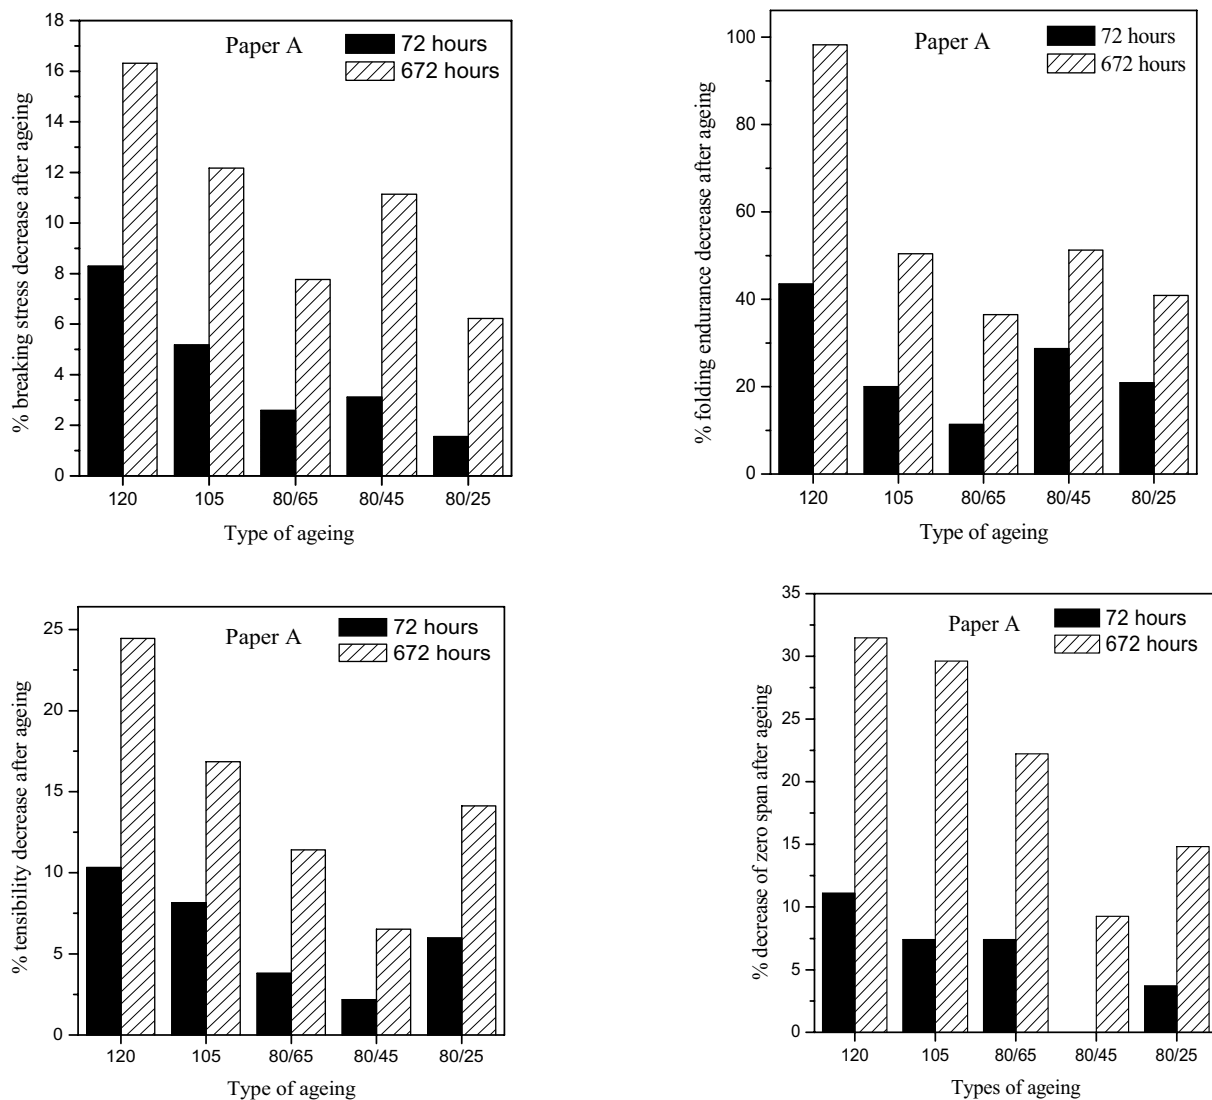 % breaking stress decrease after ageing
18
16
14
12
10
8
6
4
2
0
Paper A
72 hours
672 hours
120 105 80/65 80/45 80/25
Type of ageing
% folding endurance decrease after ageing
100
80
60
40
20
0
Paper A
72 hours
672 hours
120 105 80/65 80/45 80/25
Type of ageing
% tensibility decrease after ageing
25
20
15
10
5
0
Paper A
72 hours
672 hours
120 105 80/65 80/45 80/25
Type of ageing
% decrease of zero span after ageing
35
30
25
20
15
10
5
0
Paper A
72 hours
672 hours
120 105 80/65 80/45 80/25
Types of ageing